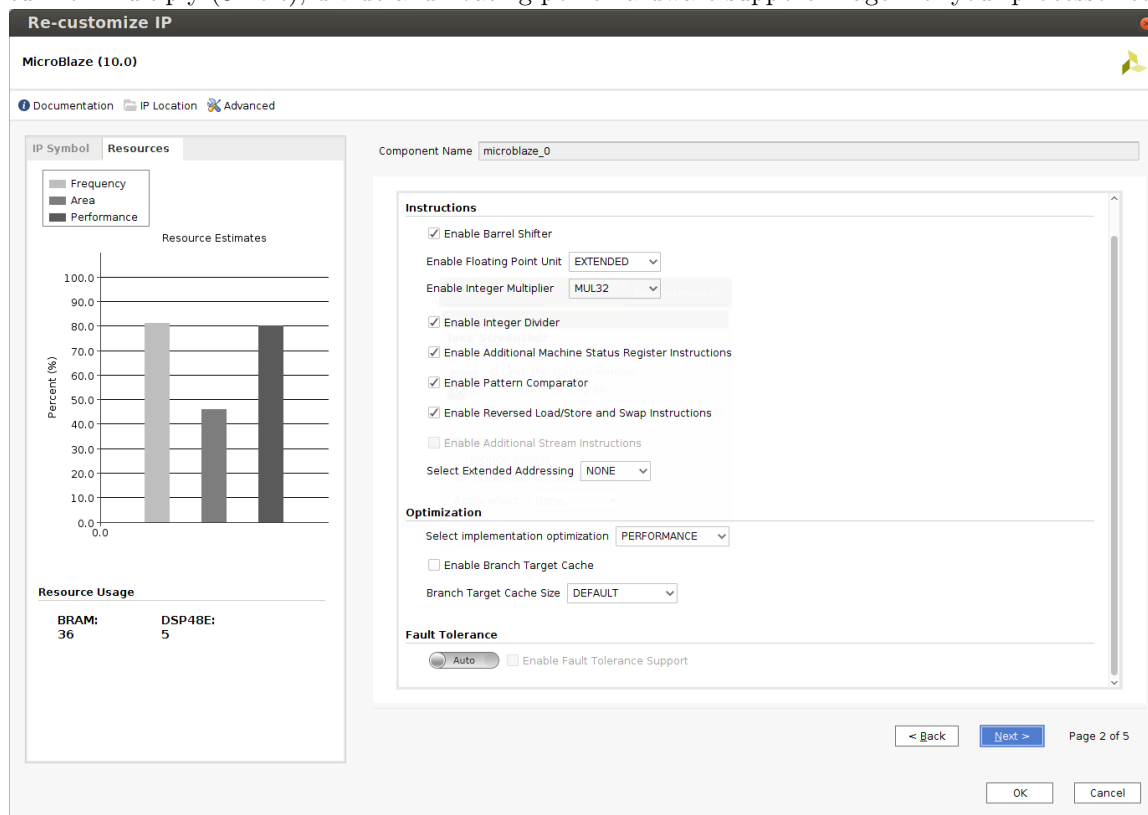 Re-customize IP
MicroBlaze (10.0)
Documentation IP Location Advanced
IP Symbol Resources
Frequency
Area
Performance
Resource Estimates
100.0
90.0
80.0
70.0
60.0
50.0
40.0
30.0
20.0
10.0
0.0
0.0
Percent (%)
Resource Usage
BRAM: DSP48E:
36 5
Component Name microblaze_0
Instructions
Enable Barrel Shifter
Enable Floating Point Unit EXTENDED
Enable Integer Multiplier MUL32
Enable Integer Divider
Enable Additional Machine Status Register Instructions
Enable Pattern Comparator
Enable Reversed Load/Store and Swap Instructions
Enable Additional Stream Instructions
Select Extended Addressing NONE
Optimization
Select implementation optimization PERFORMANCE
Enable Branch Target Cache
Branch Target Cache Size DEFAULT
Fault Tolerance
Auto Enable Fault Tolerance Support
< Back Next > Page 2 of 5
OK Cancel